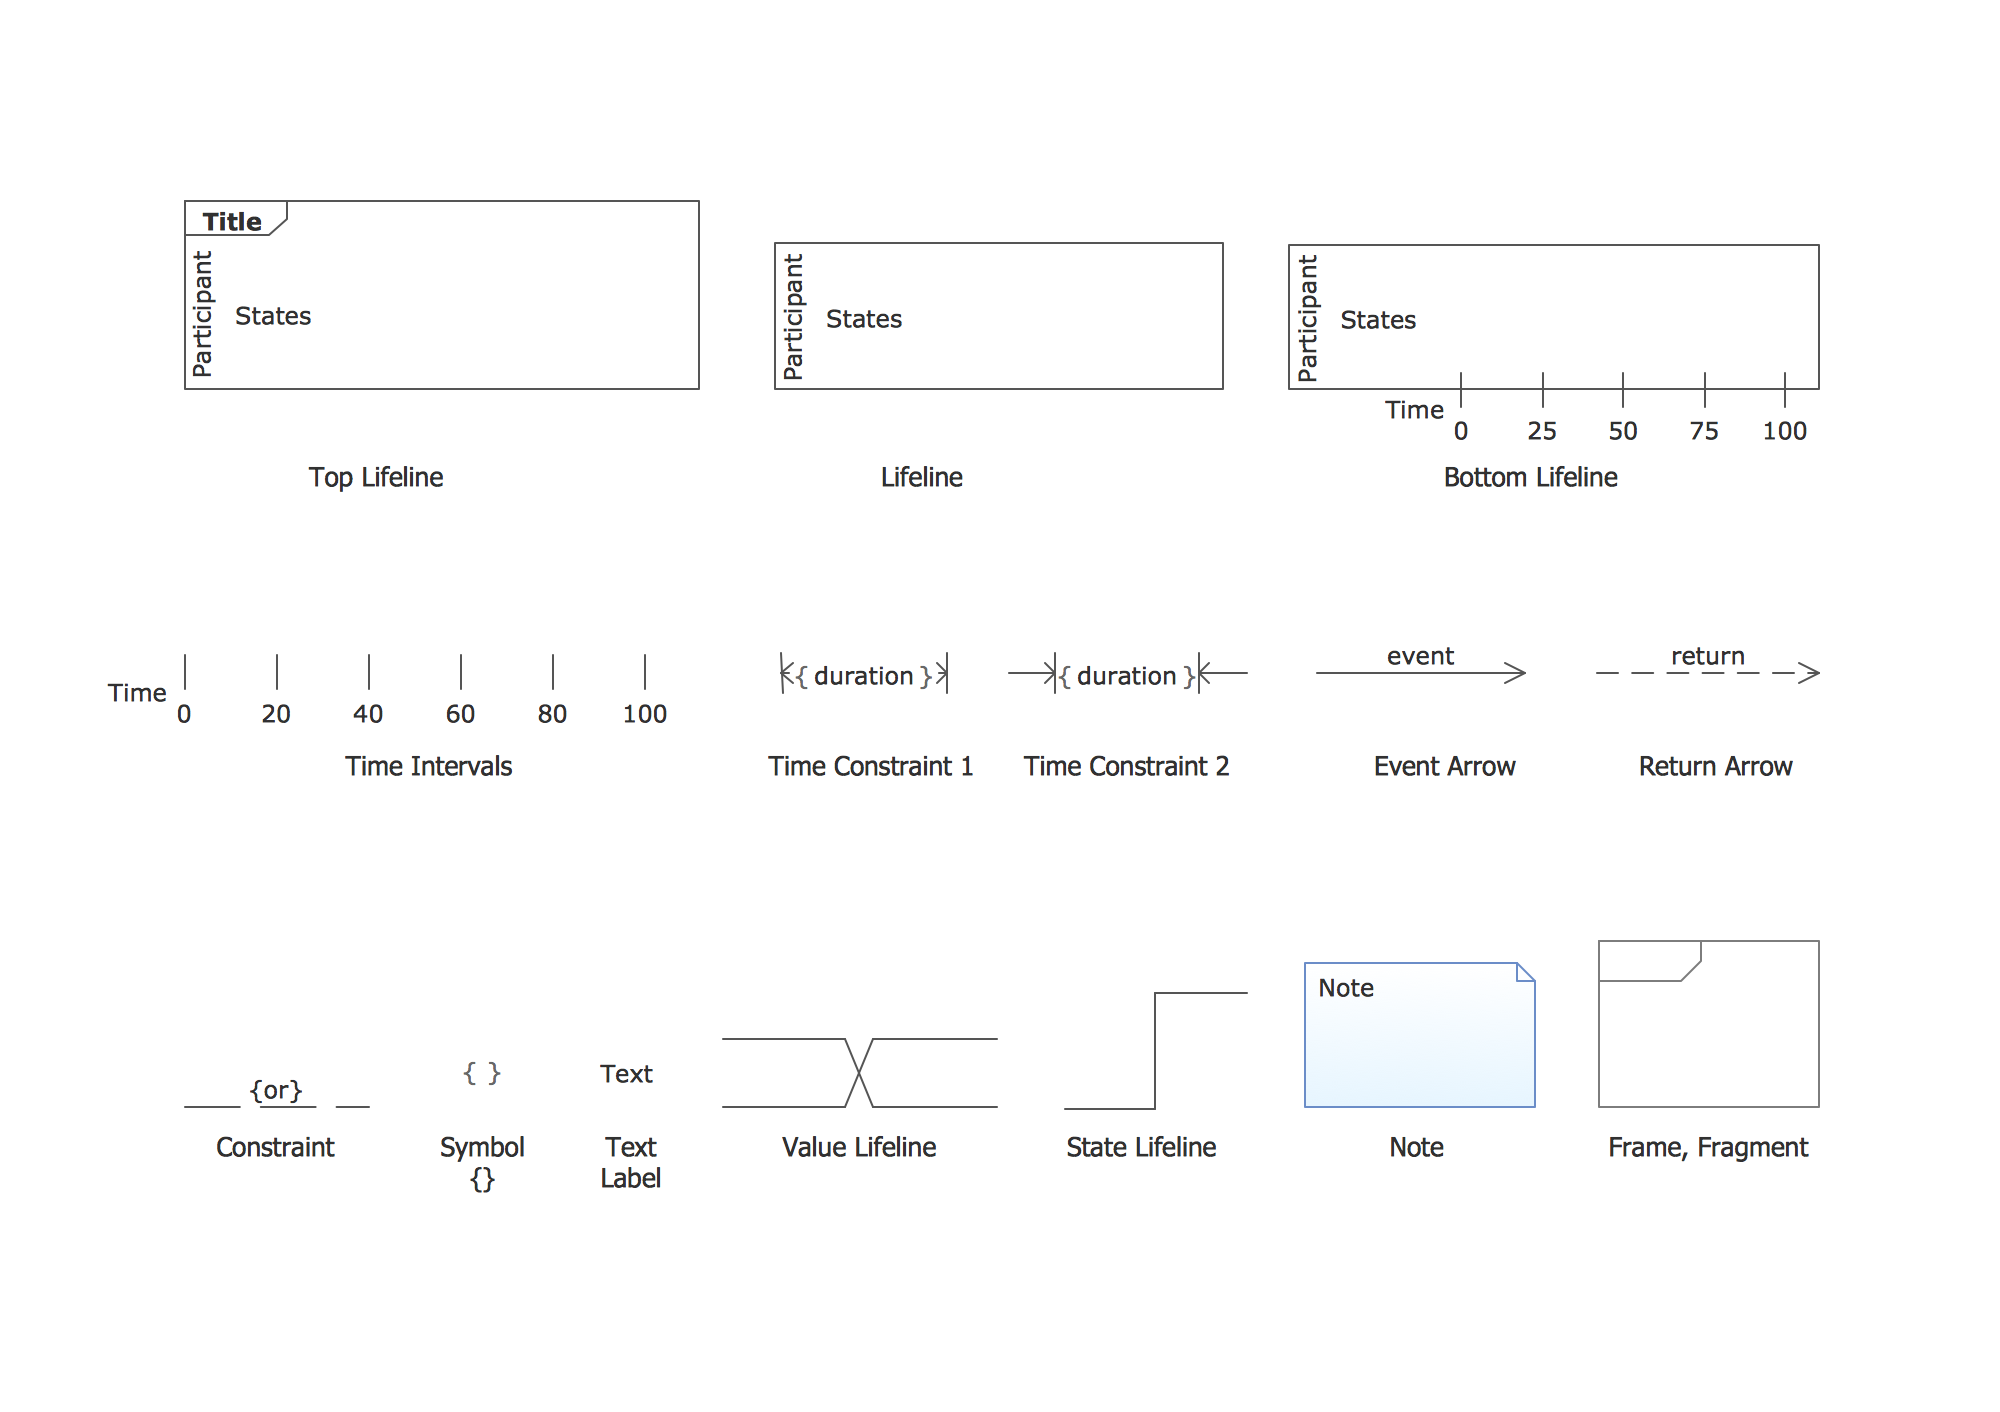 Title
Participant
States
Top Lifeline
Participant
States
Lifeline
Participant
States
Time
0 25 50 75 100
Bottom Lifeline
Time
0 20 40 60 80 100
Time Intervals
{ duration }
Time Constraint 1
{ duration }
Time Constraint 2
event
Event Arrow
return
Return Arrow
{or}
Constraint
{ }
Symbol
{}
Text
Text
Label
Value Lifeline
State Lifeline
Note
Note
Frame, Fragment